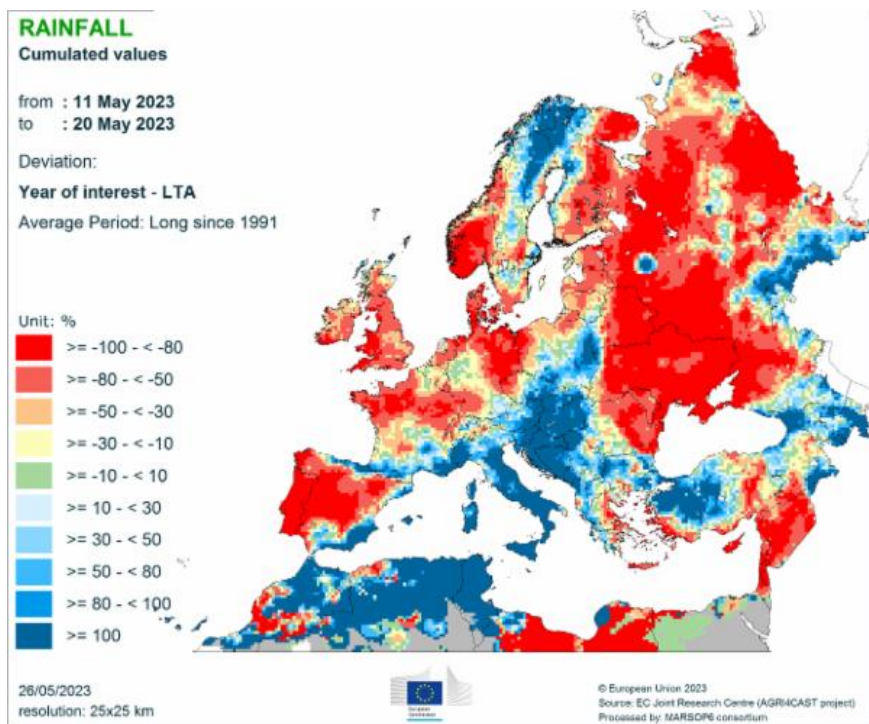 RAINFALL
Cumulated values
from : 11 May 2023
to : 20 May 2023
Deviation:
Year of interest - LTA
Average Period: Long since 1991
Unit: %
>= -100 - < -80
>= -80 - < -50
>= -50 - < -30
>= -30 - < -10
>= -10 - < 10
>= 10 - < 30
>= 30 - < 50
>= 50 - < 80
>= 80 - < 100
>= 100
26/05/2023
resolution: 25x25 km
European
Commission
© European Union 2023
Source: EC Joint Research Centre (AGRI4CAST project)
Processed by: MARSOP6 consortium